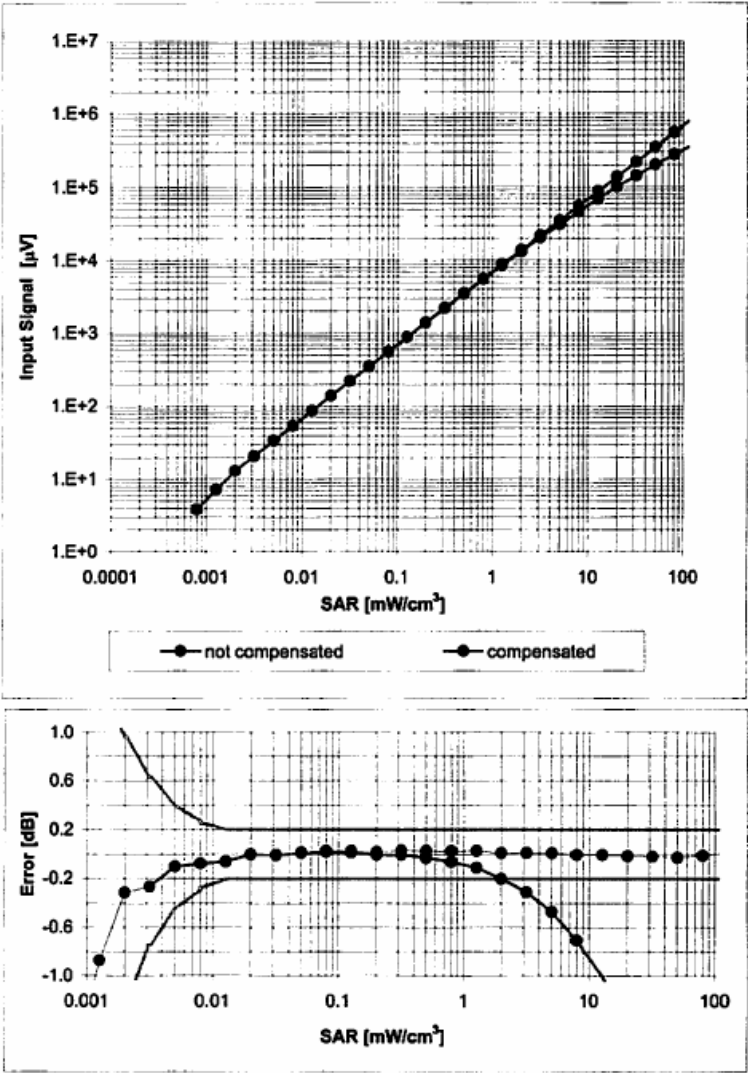 1.E+7
1.E+6
1.E+5
1.E+4
1.E+3
1.E+2
1.E+1
1.E+0
Input Signal [µV]
0.0001 0.001 0.01 0.1 1 10 100
SAR [mW/cm³]
not compensated compensated
1.0
0.6
0.2
-0.2
-0.6
-1.0
Error [dB]
0.001 0.01 0.1 1 10 100
SAR [mW/cm³]